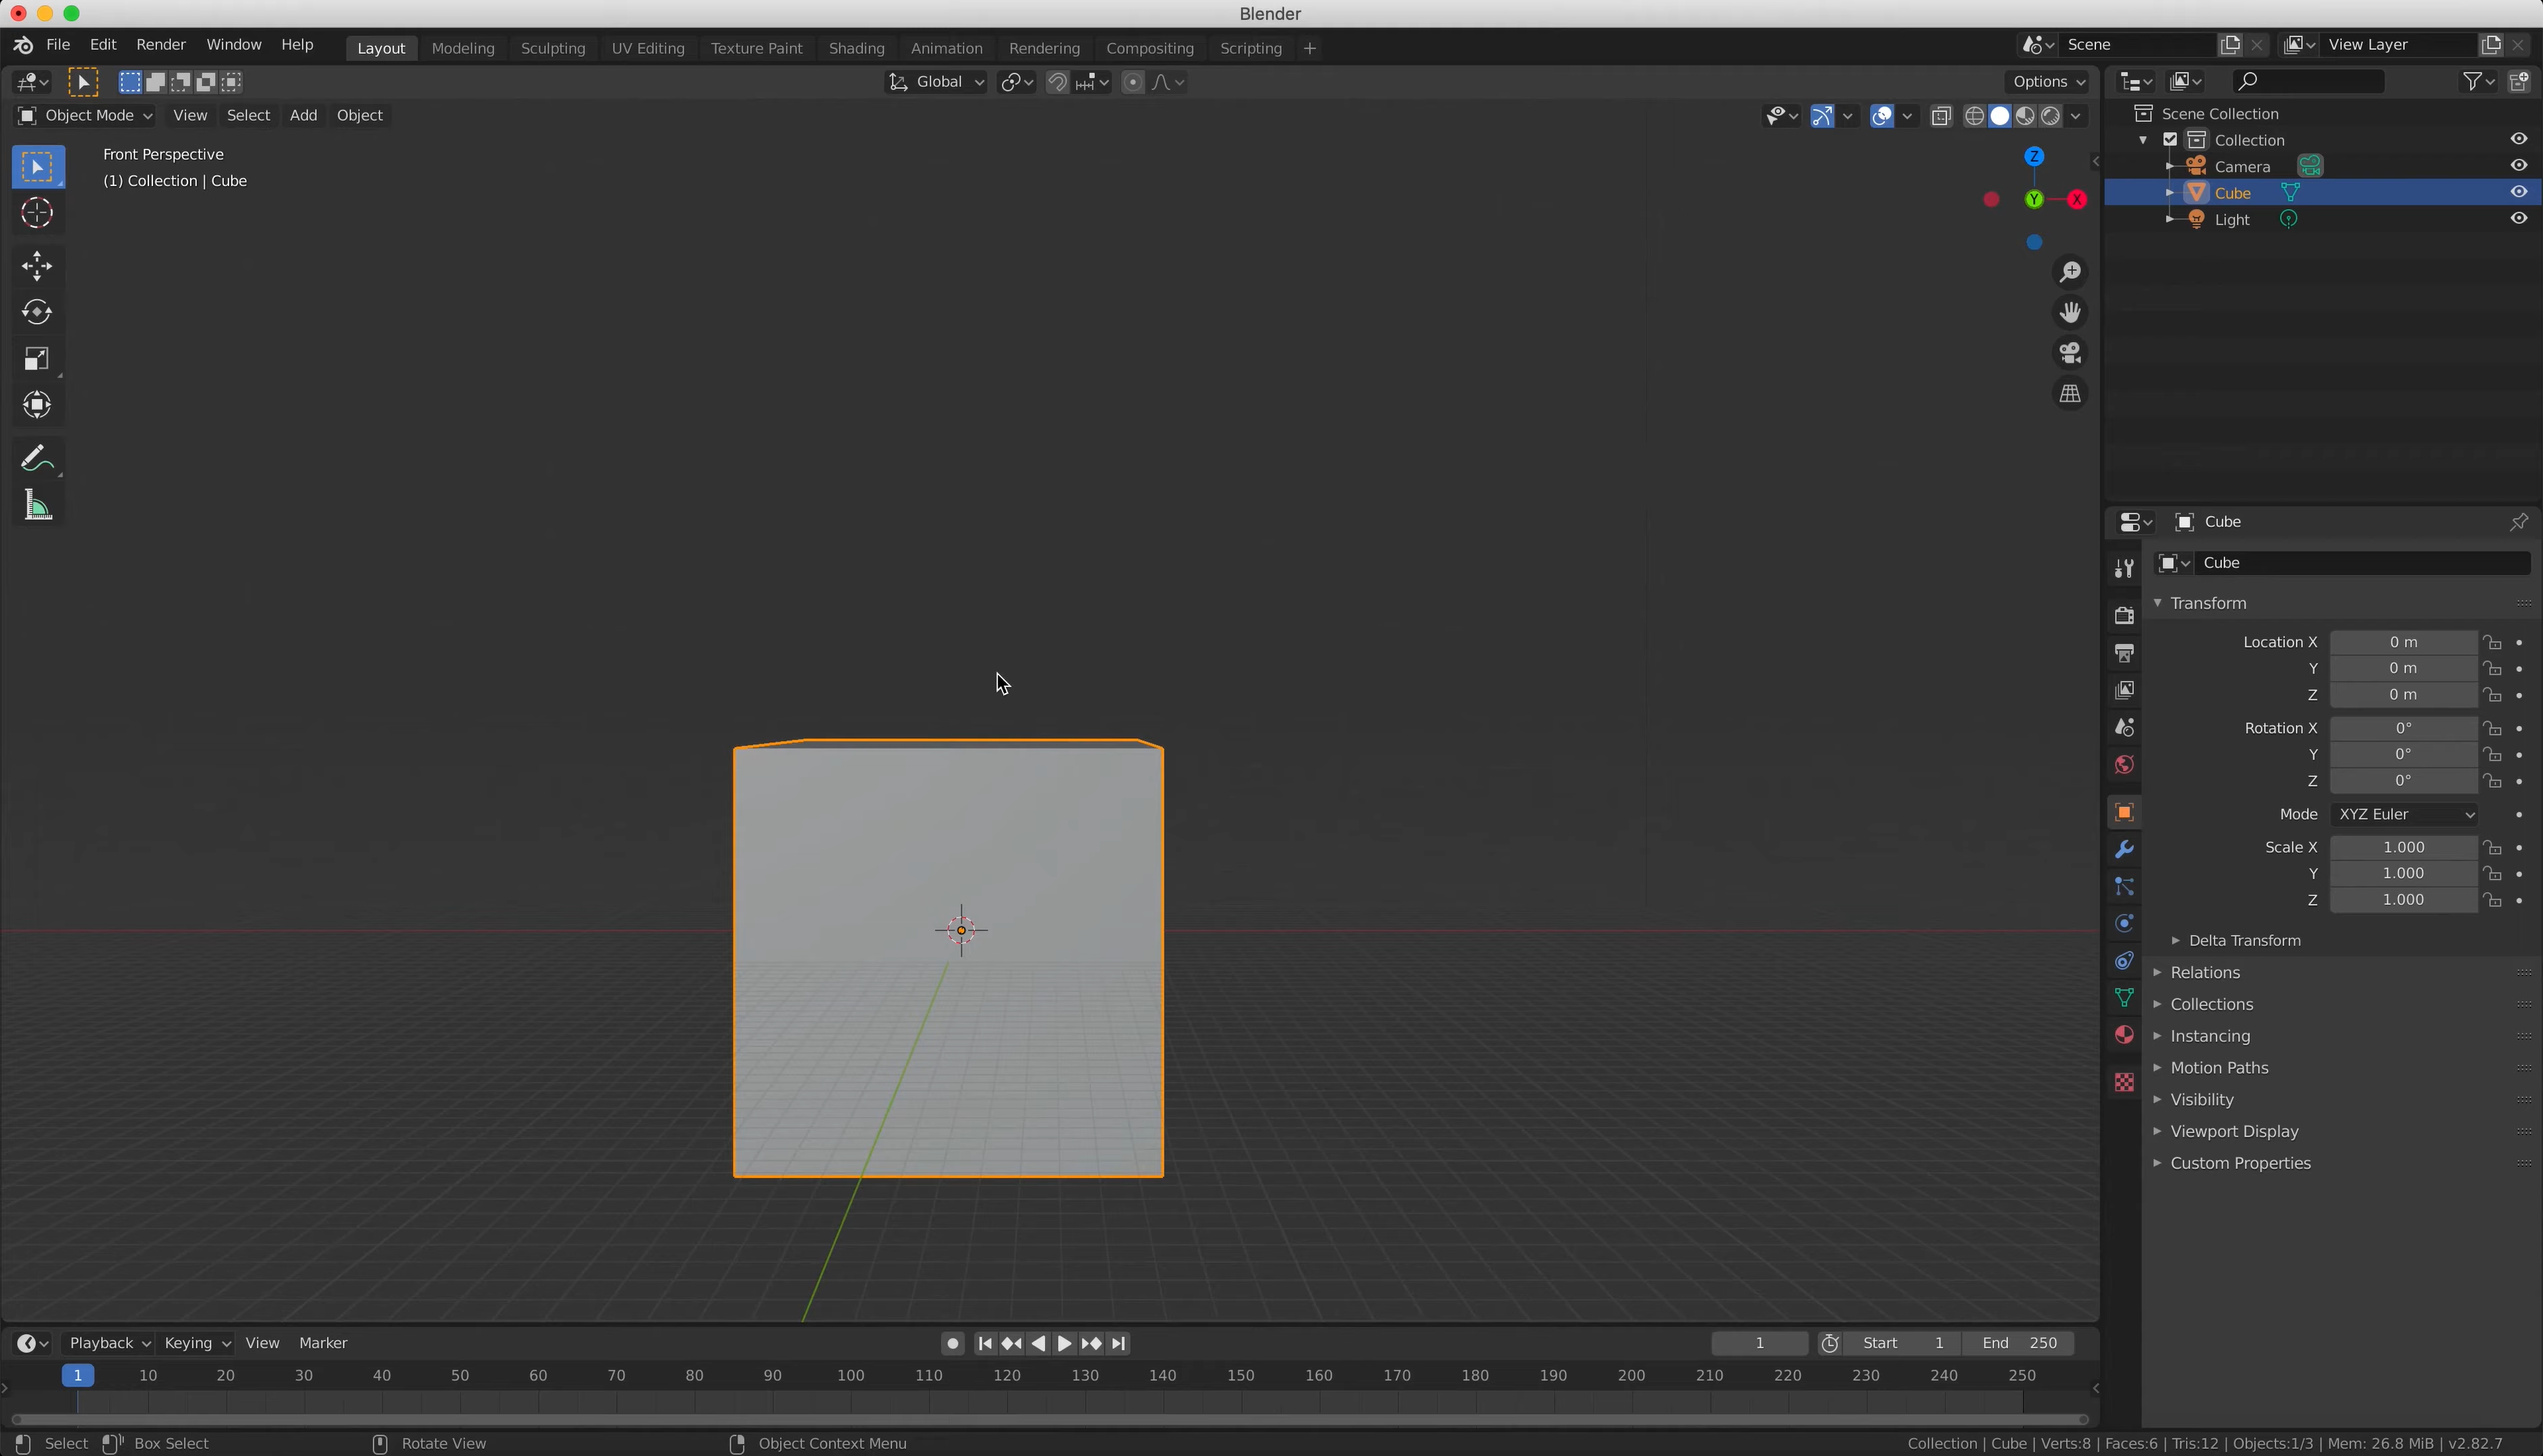 Blender
File Edit Render Window Help Layout Modeling Sculpting UV Editing Texture Paint Shading Animation Rendering Compositing Scripting + Scene View Layer
Global Options
Object Mode View Select Add Object
Front Perspective
(1) Collection | Cube
Z
Y X
Scene Collection
Collection
Camera
Cube
Light
Cube
Cube
Transform
Location X 0 m
Y 0 m
Z 0 m
Rotation X 0°
Y 0°
Z 0°
Mode XYZ Euler
Scale X 1.000
Y 1.000
Z 1.000
Delta Transform
Relations
Collections
Instancing
Motion Paths
Visibility
Viewport Display
Custom Properties
Playback Keying View Marker 1 Start 1 End 250
1 10 20 30 40 50 60 70 80 90 100 110 120 130 140 150 160 170 180 190 200 210 220 230 240 250
Select Box Select Rotate View Object Context Menu Collection | Cube | Verts:8 | Faces:6 | Tris:12 | Objects:1/3 | Mem: 26.8 MiB | v2.82.7